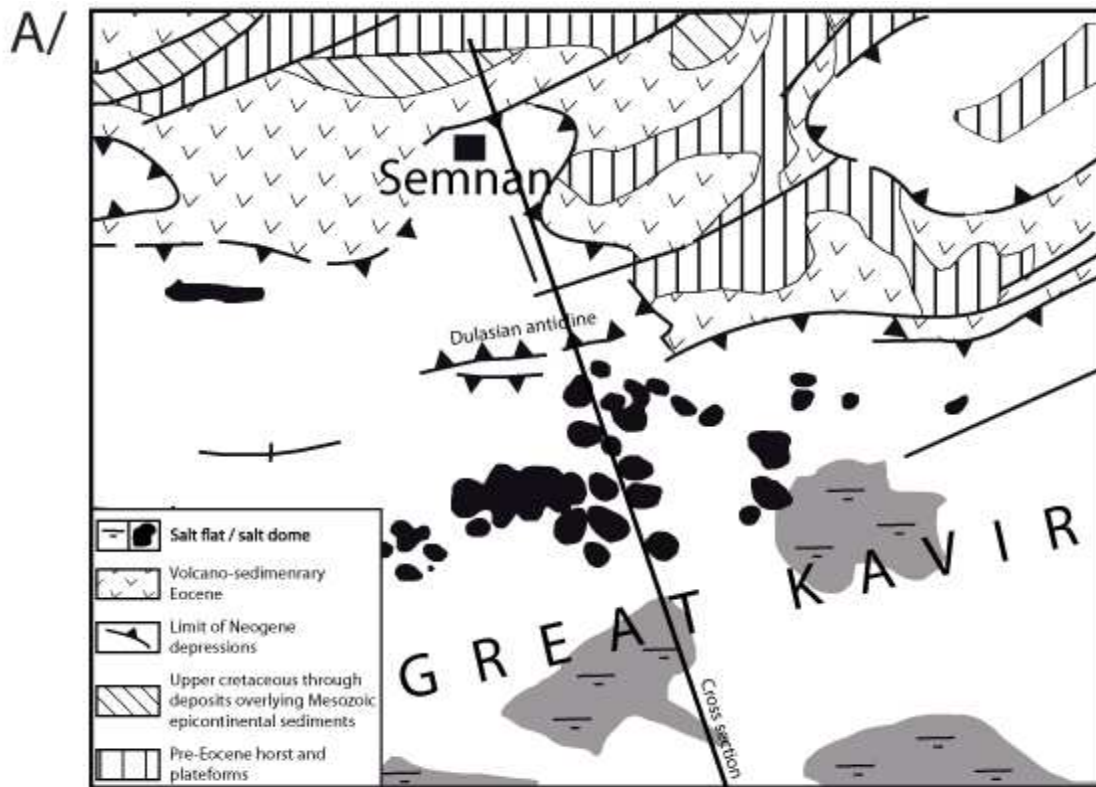 A/
Semnan
Dulasian anticline
GREAT KAVIR
Cross section
Salt flat / salt dome
Volcano-sedimenrary
Eocene
Limit of Neogene
depressions
Upper cretaceous through
deposits overlying Mesozoic
epicontinental sediments
Pre-Eocene horst and
plateforms